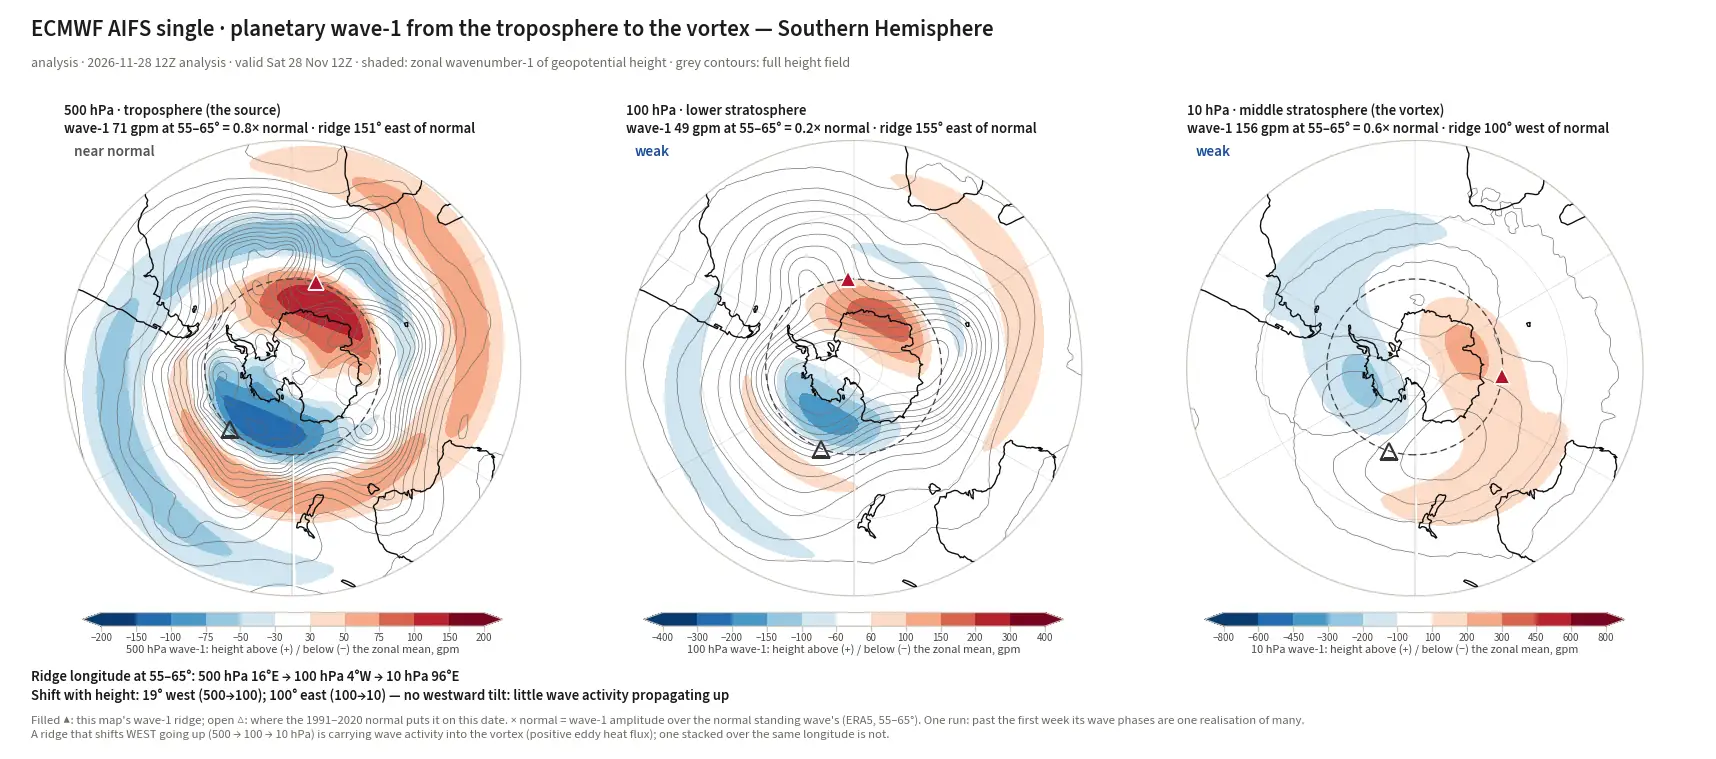 ECMWF AIFS single · planetary wave-1 from the troposphere to the vortex — Southern Hemisphere
analysis · 2026-11-28 12Z analysis · valid Sat 28 Nov 12Z · shaded: zonal wavenumber-1 of geopotential height · grey contours: full height field
500 hPa · troposphere (the source)
wave-1 71 gpm at 55–65° = 0.8× normal · ridge 151° east of normal
near normal
100 hPa · lower stratosphere
wave-1 49 gpm at 55–65° = 0.2× normal · ridge 155° east of normal
weak
10 hPa · middle stratosphere (the vortex)
wave-1 156 gpm at 55–65° = 0.6× normal · ridge 100° west of normal
weak
−200 −150 −100 −75 −50 −30 30 50 75 100 150 200
500 hPa wave-1: height above (+) / below (−) the zonal mean, gpm
−400 −300 −200 −150 −100 −60 60 100 150 200 300 400
100 hPa wave-1: height above (+) / below (−) the zonal mean, gpm
−800 −600 −450 −300 −200 −100 100 200 300 450 600 800
10 hPa wave-1: height above (+) / below (−) the zonal mean, gpm
Ridge longitude at 55–65°: 500 hPa 16°E → 100 hPa 4°W → 10 hPa 96°E
Shift with height: 19° west (500→100); 100° east (100→10) — no westward tilt: little wave activity propagating up
Filled ▲: this map's wave-1 ridge; open △: where the 1991–2020 normal puts it on this date. × normal = wave-1 amplitude over the normal standing wave's (ERA5, 55–65°). One run: past the first week its wave phases are one realisation of many.
A ridge that shifts WEST going up (500 → 100 → 10 hPa) is carrying wave activity into the vortex (positive eddy heat flux); one stacked over the same longitude is not.